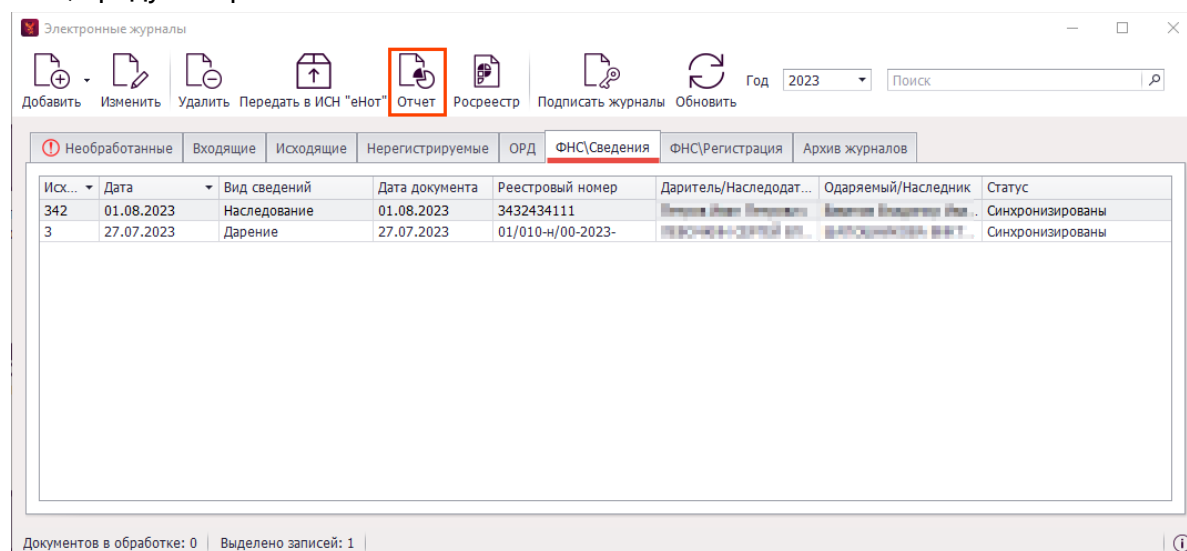 Электронные журналы
Добавить Изменить Удалить Передать в ИСН "еНот" Отчет Росреестр Подписать журналы Обновить Год 2023 Поиск
Необработанные Входящие Исходящие Нерегистрируемые ОРД ФНС\Сведения ФНС\Регистрация Архив журналов
Исх... Дата Вид сведений Дата документа Реестровый номер Даритель/Наследодат... Одаряемый/Наследник Статус
342 01.08.2023 Наследование 01.08.2023 3432434111 Синхронизированы
3 27.07.2023 Дарение 27.07.2023 01/010-н/00-2023- Синхронизированы
Документов в обработке: 0 Выделено записей: 1